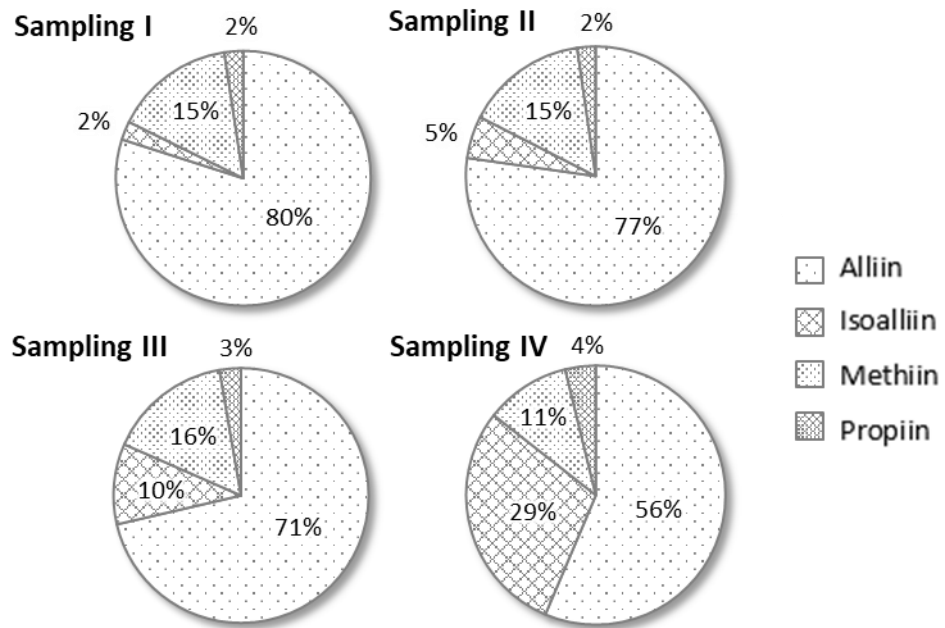 Sampling I
2%
2%
15%
80%
Sampling II
2%
5%
15%
77%
Sampling III
3%
16%
10%
71%
Sampling IV
4%
11%
29%
56%
Alliin
Isoalliin
Methiin
Propiin